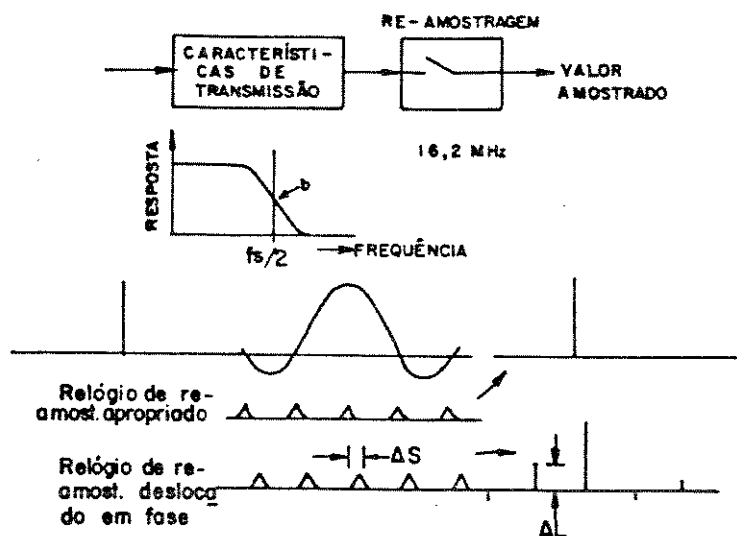 RE-AMOSTRAGEM
CARACTERÍSTI-
CAS DE
TRANSMISSÃO
VALOR
AMOSTRADO
16,2 MHz
RESPOSTA
b
fs/2
FREQUÊNCIA
Relógio de re-
amost. apropriado
ΔS
Relógio de re-
amost. desloca
do em fase
ΔL